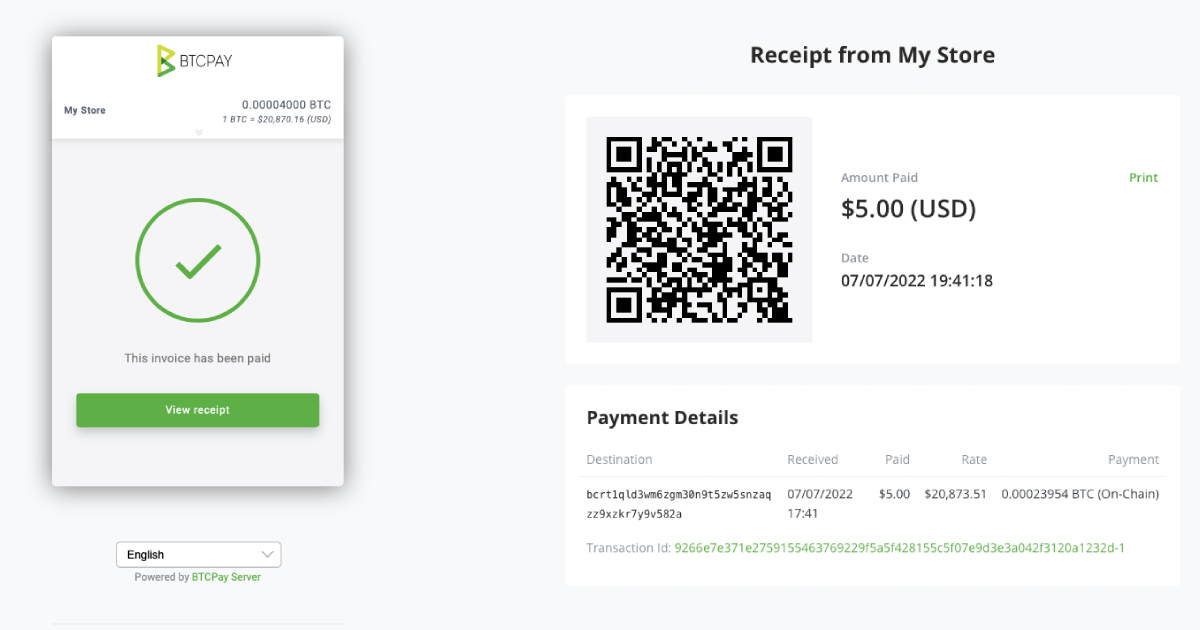 BTCPAY
My Store
0.00004000 BTC
1 BTC = $20,870.16 (USD)
This invoice has been paid
View receipt
English
Powered by BTCPay Server
Receipt from My Store
Amount Paid
Print
$5.00 (USD)
Date
07/07/2022 19:41:18
Payment Details
Destination Received Paid Rate Payment
bcrt1qld3wm6zgm30n9t5zw5snzaq 07/07/2022 $5.00 $20,873.51 0.00023954 BTC (On-Chain)
zz9xzkr7y9v582a 17:41
Transaction Id: 9266e7e371e2759155463769229f5a5f428155c5f07e9d3e3a042f3120a1232d-1